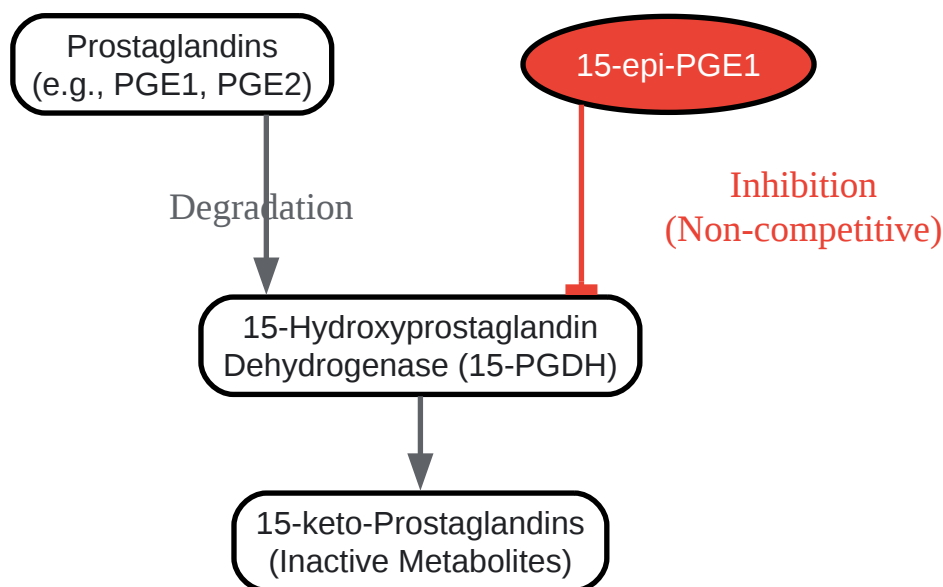 Prostaglandins
(e.g., PGE1, PGE2)
15-epi-PGE1
Degradation
Inhibition
(Non-competitive)
15-Hydroxyprostaglandin
Dehydrogenase (15-PGDH)
15-keto-Prostaglandins
(Inactive Metabolites)